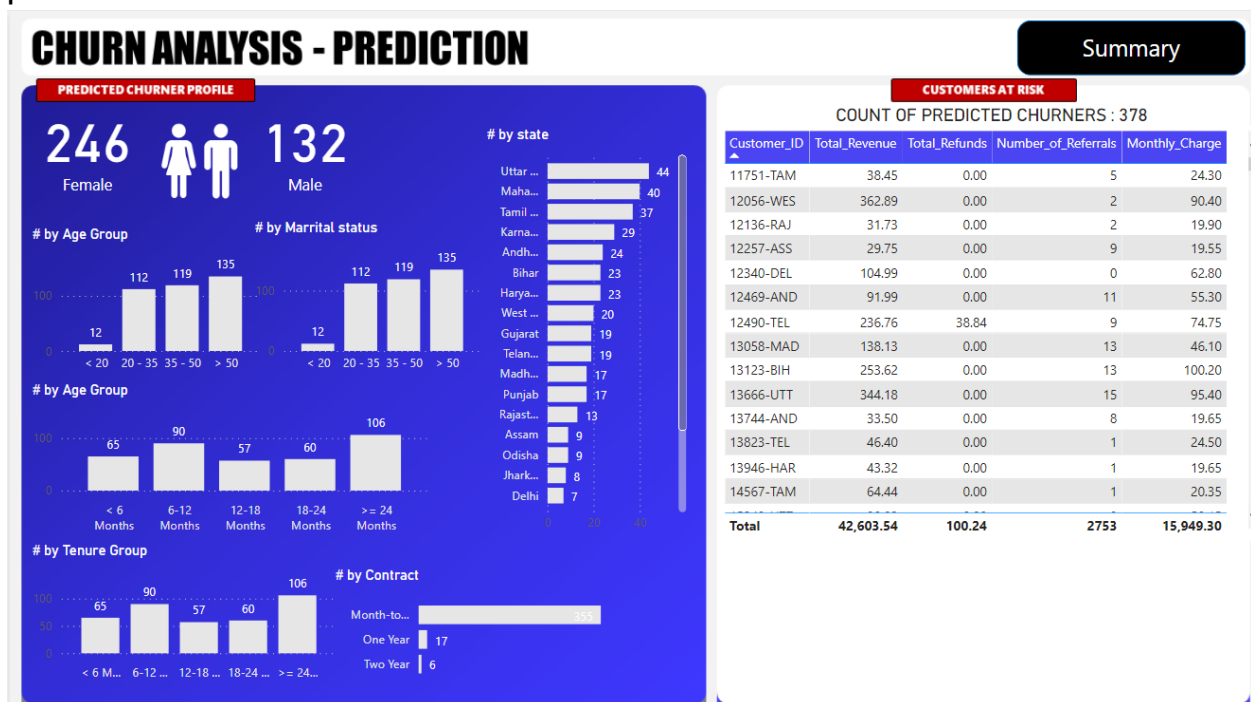 CHURN ANALYSIS - PREDICTION
Summary
PREDICTED CHURNER PROFILE
246
Female
132
Male
# by Age Group
100
0
12
112
119
135
< 20
20 - 35
35 - 50
> 50
# by Marrital status
100
0
12
112
119
135
< 20
20 - 35
35 - 50
> 50
# by Age Group
100
0
65
90
57
60
106
< 6 Months
6-12 Months
12-18 Months
18-24 Months
>= 24 Months
# by Tenure Group
100
50
0
65
90
57
60
106
< 6 M...
6-12 ...
12-18 ...
18-24 ...
>= 24...
# by Contract
Month-to... 355
One Year 17
Two Year 6
# by state
Uttar ... 44
Maha... 40
Tamil ... 37
Karna... 29
Andh... 24
Bihar 23
Harya... 23
West ... 20
Gujarat 19
Telan... 19
Madh... 17
Punjab 17
Rajast... 13
Assam 9
Odisha 9
Jhark... 8
Delhi 7
0 20 40
CUSTOMERS AT RISK
COUNT OF PREDICTED CHURNERS : 378
Customer_ID Total_Revenue Total_Refunds Number_of_Referrals Monthly_Charge
11751-TAM 38.45 0.00 5 24.30
12056-WES 362.89 0.00 2 90.40
12136-RAJ 31.73 0.00 2 19.90
12257-ASS 29.75 0.00 9 19.55
12340-DEL 104.99 0.00 0 62.80
12469-AND 91.99 0.00 11 55.30
12490-TEL 236.76 38.84 9 74.75
13058-MAD 138.13 0.00 13 46.10
13123-BIH 253.62 0.00 13 100.20
13666-UTT 344.18 0.00 15 95.40
13744-AND 33.50 0.00 8 19.65
13823-TEL 46.40 0.00 1 24.50
13946-HAR 43.32 0.00 1 19.65
14567-TAM 64.44 0.00 1 20.35
Total 42,603.54 100.24 2753 15,949.30